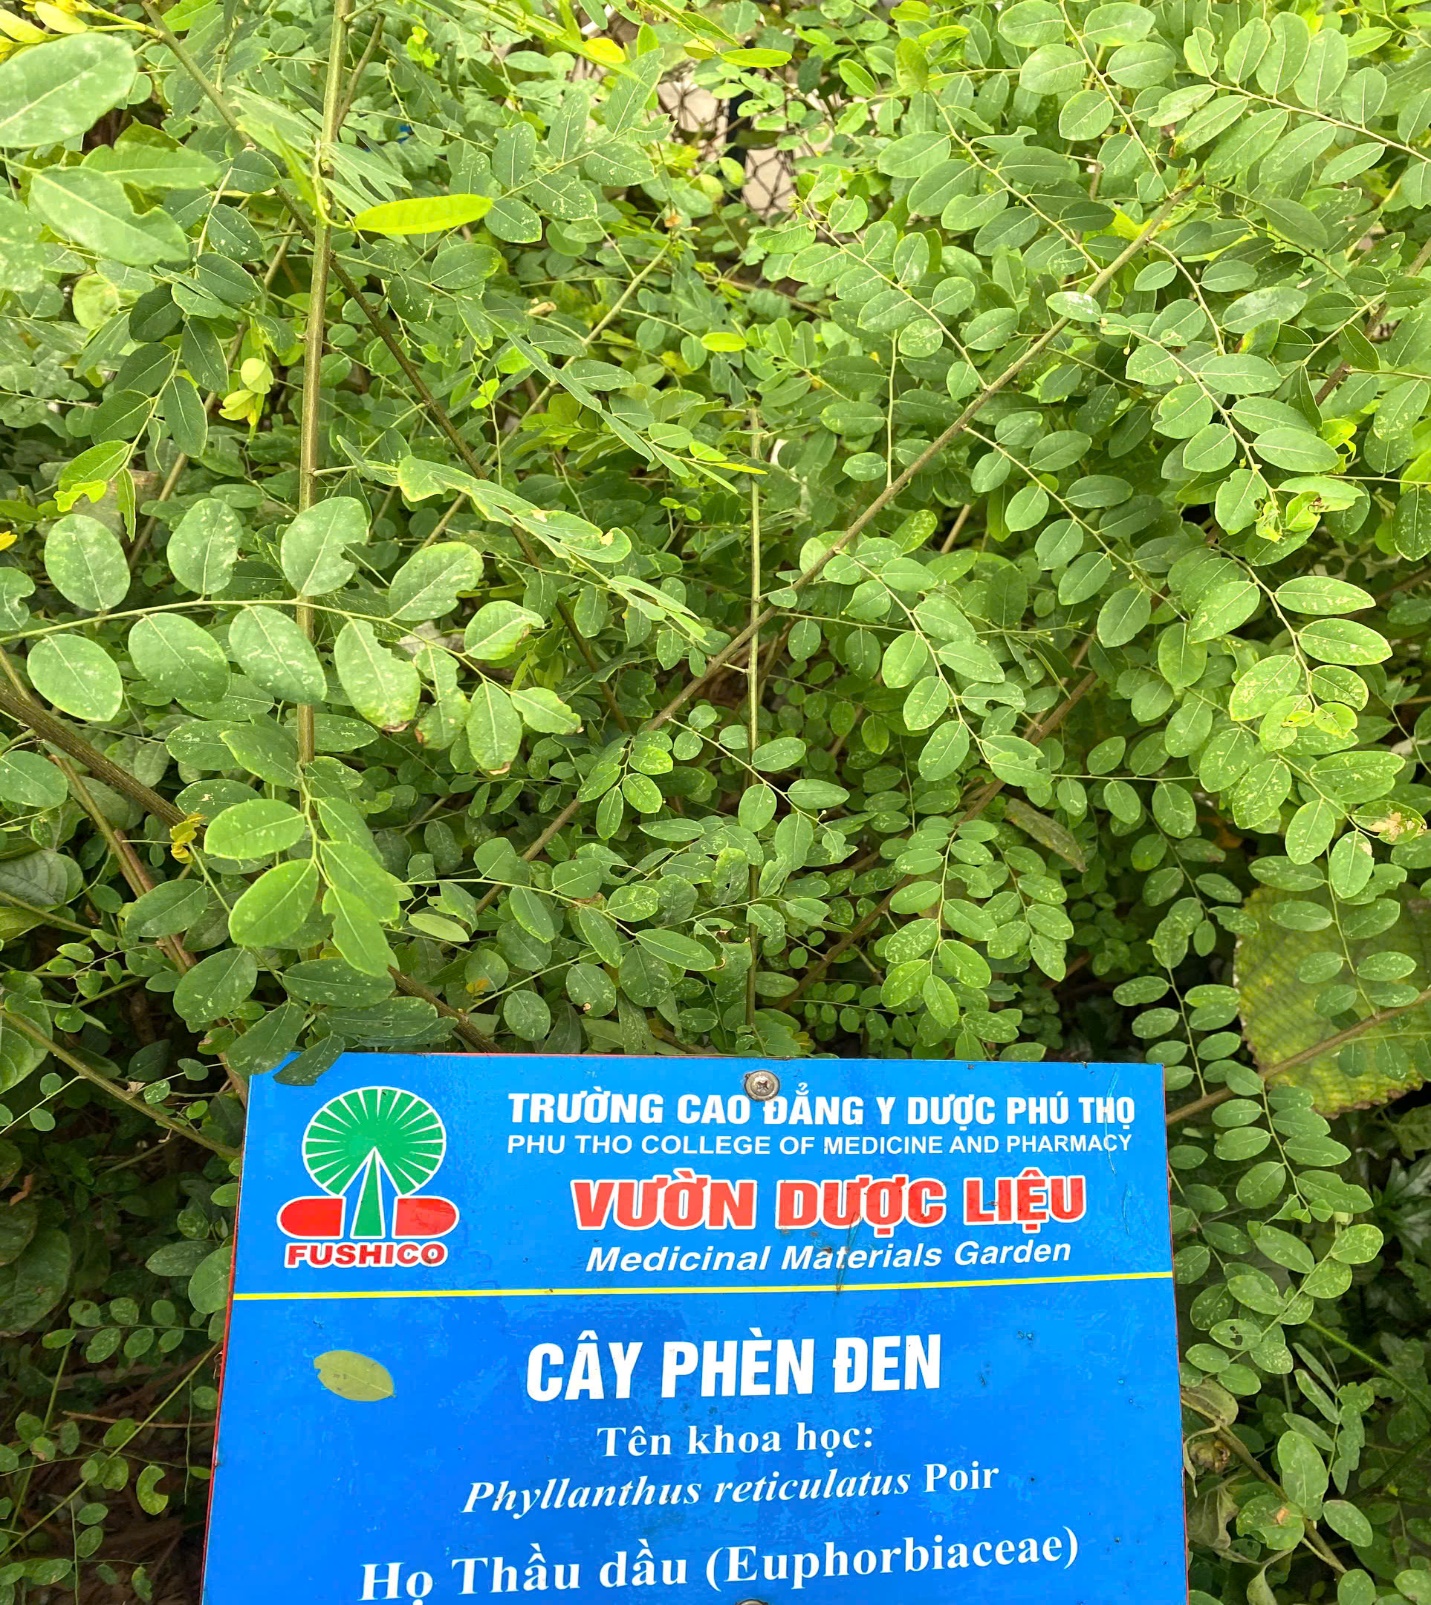 TRƯỜNG CAO ĐẲNG Y DƯỢC PHÚ THỌ
PHU THO COLLEGE OF MEDICINE AND PHARMACY
VƯỜN DƯỢC LIỆU
Medicinal Materials Garden
FUSHICO
CÂY PHÈN ĐEN
Tên khoa học:
Phyllanthus reticulatus Poir
Họ Thầu dầu (Euphorbiaceae)